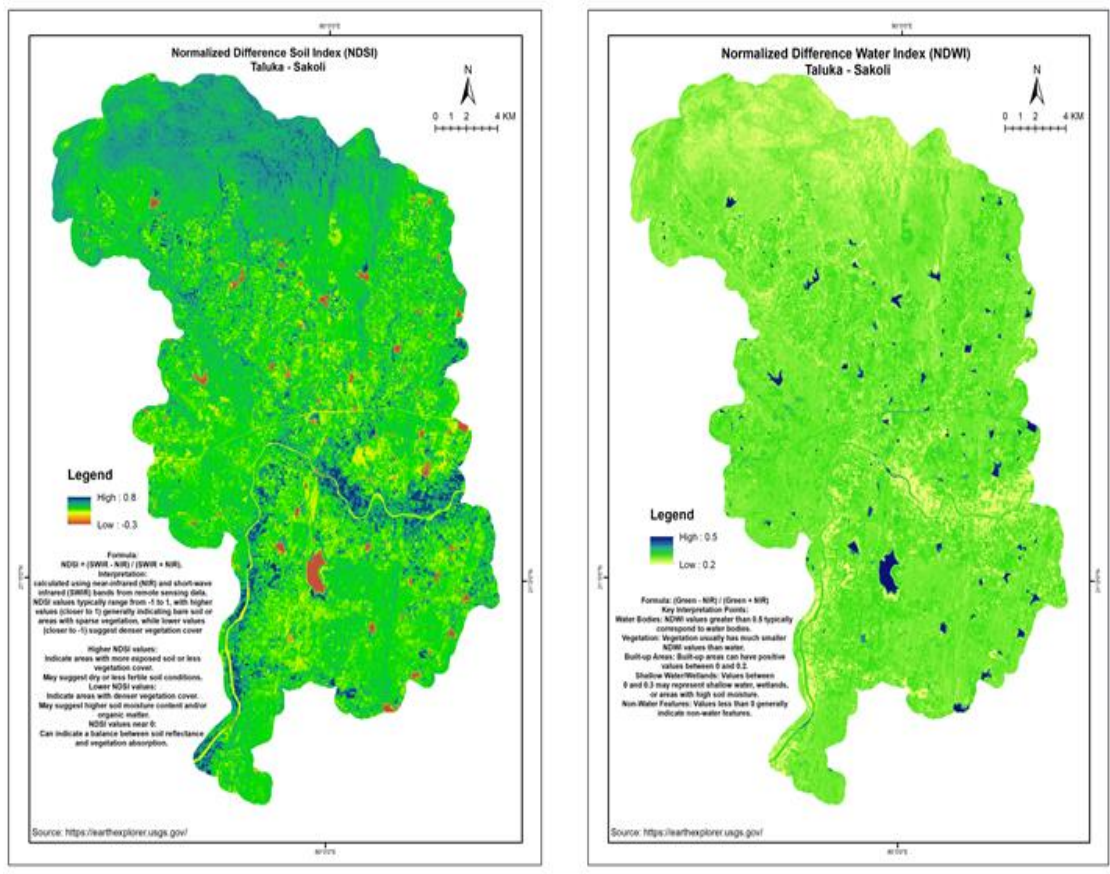 Normalized Difference Soil Index (NDSI)
Taluka - Sakoli
N
0 1 2 4 KM
Legend
High : 0.8
Low : -0.3
Formula:
NDSI = (SWIR - NIR) / (SWIR + NIR).
Interpretation:
calculated using near-infrared (NIR) and short-wave
infrared (SWIR) bands from remote sensing data.
NDSI values typically range from -1 to 1, with higher
values (closer to 1) generally indicating bare soil or
areas with sparse vegetation, while lower values
(closer to -1) suggest denser vegetation cover
Higher NDSI values:
Indicate areas with more exposed soil or less
vegetation cover.
May suggest dry or less fertile soil conditions.
Lower NDSI values:
Indicate areas with denser vegetation cover.
May suggest higher soil moisture content and/or
organic matter.
NDSI values near 0:
Can indicate a balance between soil reflectance
and vegetation absorption.
Source: https://earthexplorer.usgs.gov/
Normalized Difference Water Index (NDWI)
Taluka - Sakoli
N
0 1 2 4 KM
Legend
High : 0.5
Low : 0.2
Formula: (Green - NIR) / (Green + NIR)
Key Interpretation Points:
Water Bodies: NDWI values greater than 0.5 typically
correspond to water bodies.
Vegetation: Vegetation usually has much smaller
NDWI values than water.
Built-up Areas: Built-up areas can have positive
values between 0 and 0.2.
Shallow Water/Wetlands: Values between
0 and 0.3 may represent shallow water, wetlands,
or areas with high soil moisture.
Non-Water Features: Values less than 0 generally
indicate non-water features.
Source: https://earthexplorer.usgs.gov/